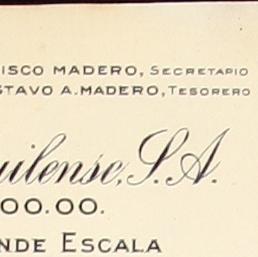 ISCO MADERO, SECRETARIO
STAVO A. MADERO, TESORERO
uilense, S.A.
00.00.
NDE ESCALA